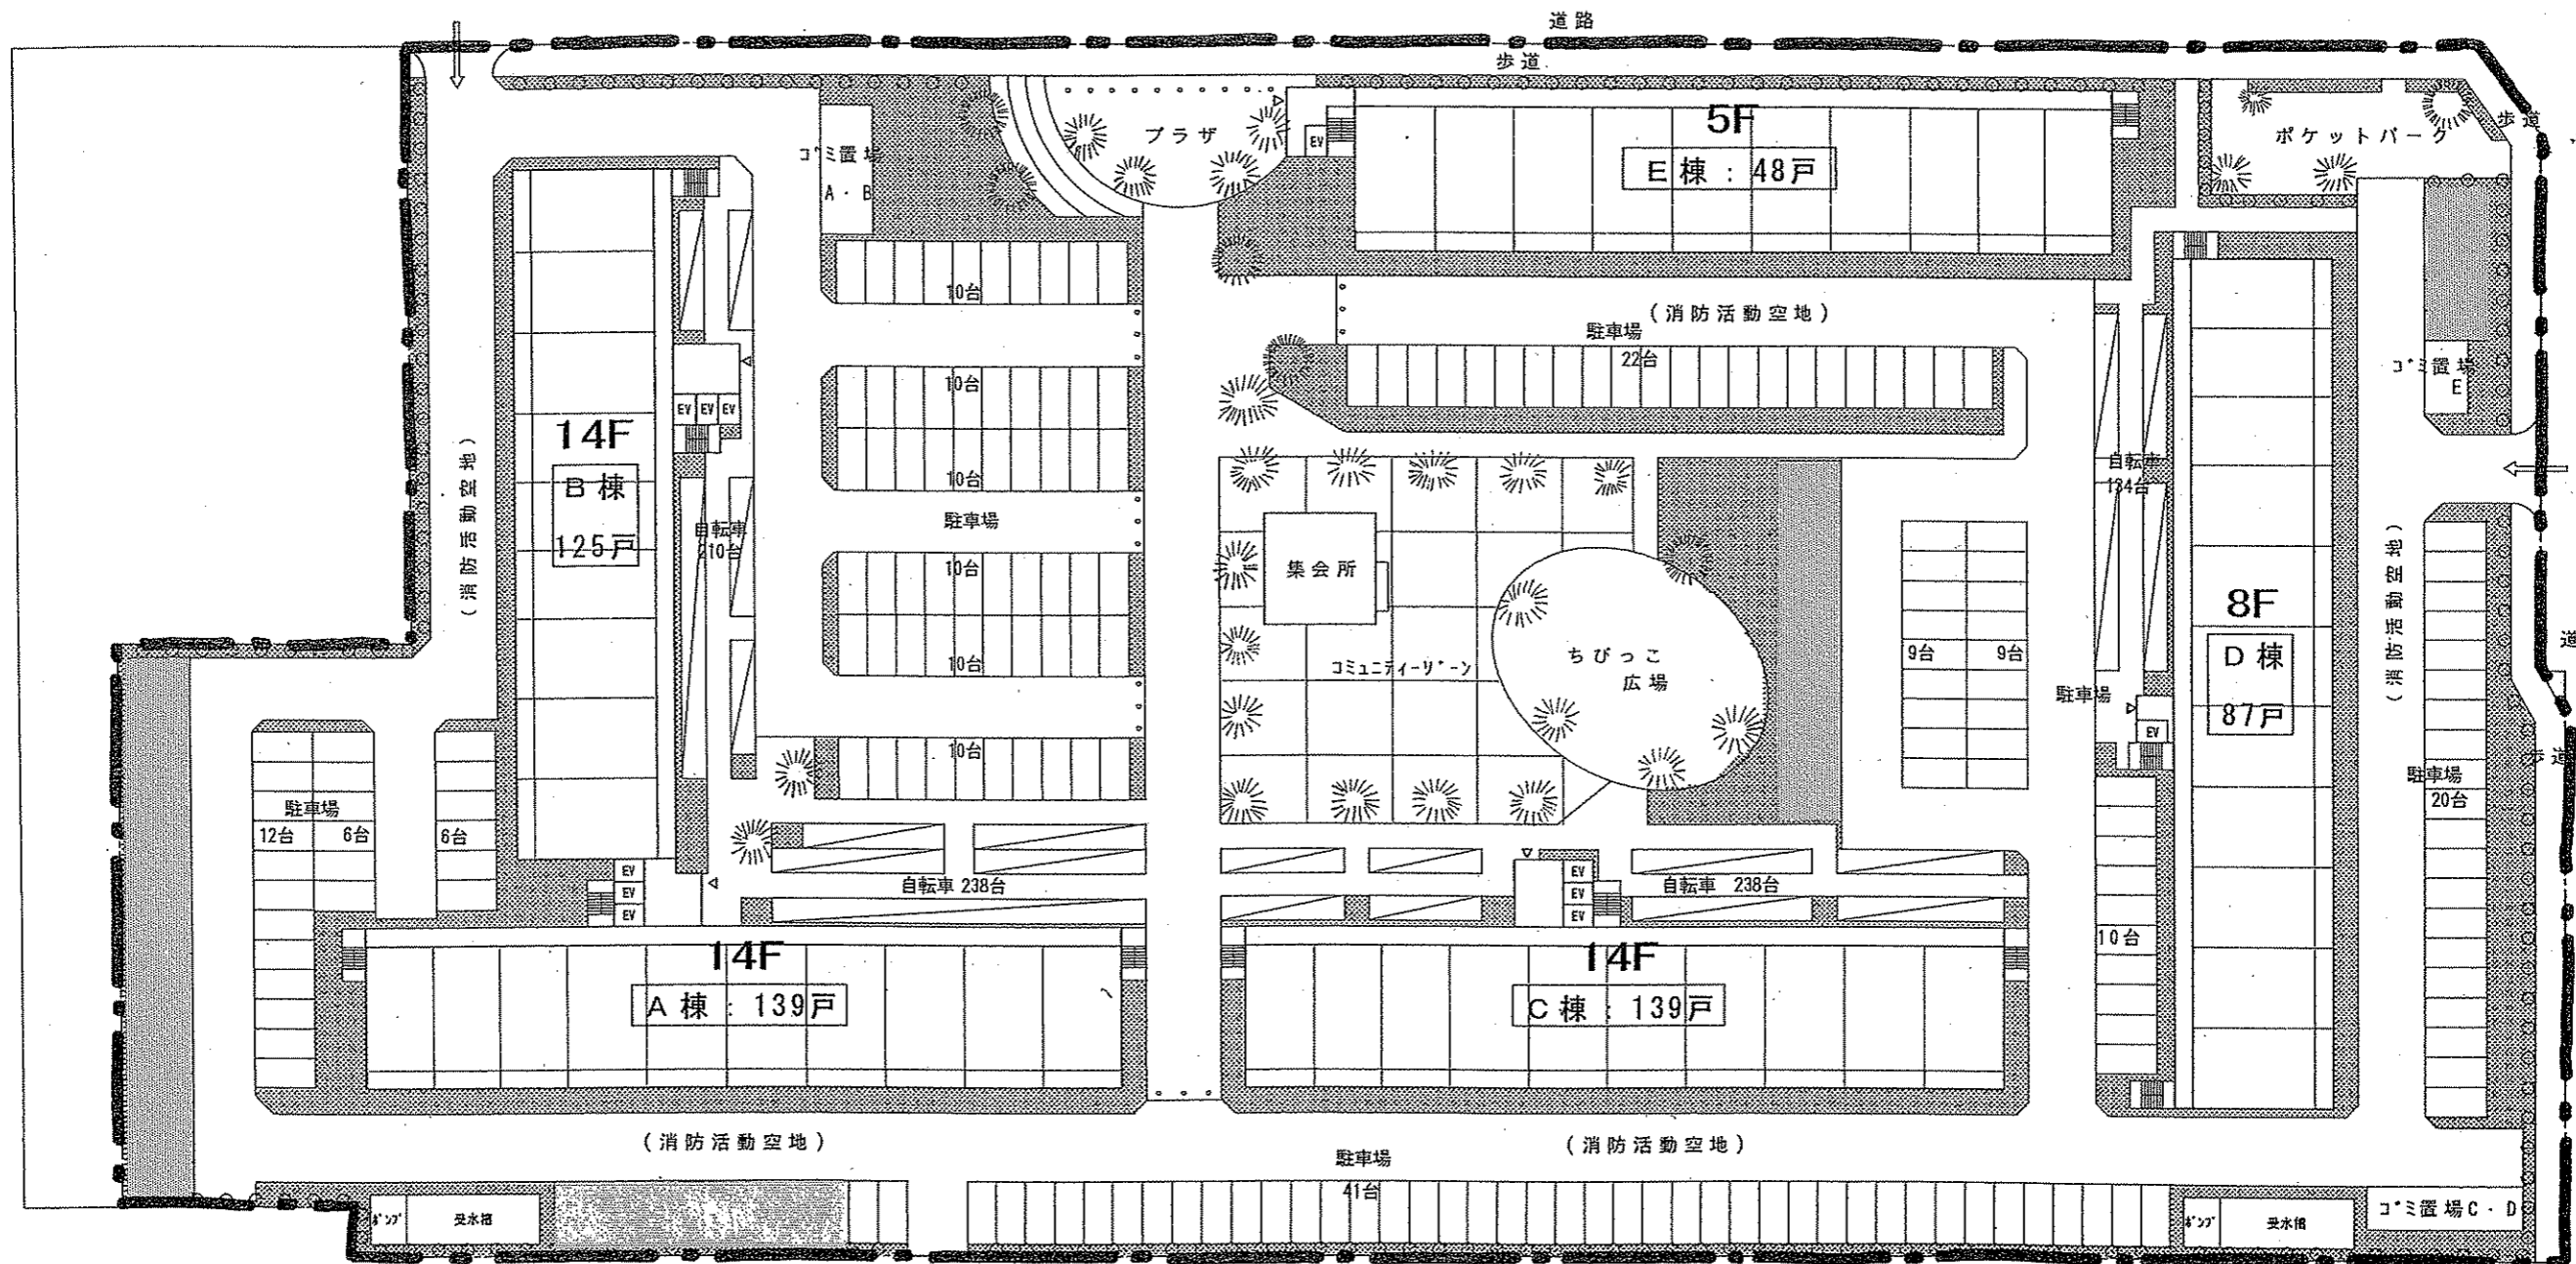 道路
歩道
歩道
プラザ
5F
E棟：48戸
ポケットパーク
ゴミ置場
A・B
EV
10台
(消防活動空地)
駐車場
22台
ゴミ置場
E
10台
EV EV EV
14F
B棟
125戸
(消防活動空地)
10台
自転車
210台
駐車場
10台
10台
10台
集会所
コミュニティーゾーン
ちびっこ
広場
9台 9台
自転車
134台
駐車場
8F
D棟
87戸
EV
(消防活動空地)
道
歩道
駐車場
20台
駐車場
12台 6台 6台
EV
EV
EV
自転車 238台
EV
EV
EV
自転車 238台
14F
A棟：139戸
14F
C棟：139戸
10台
(消防活動空地)
(消防活動空地)
駐車場
41台
ポンプ 受水槽
ポンプ 受水槽
ゴミ置場C・D